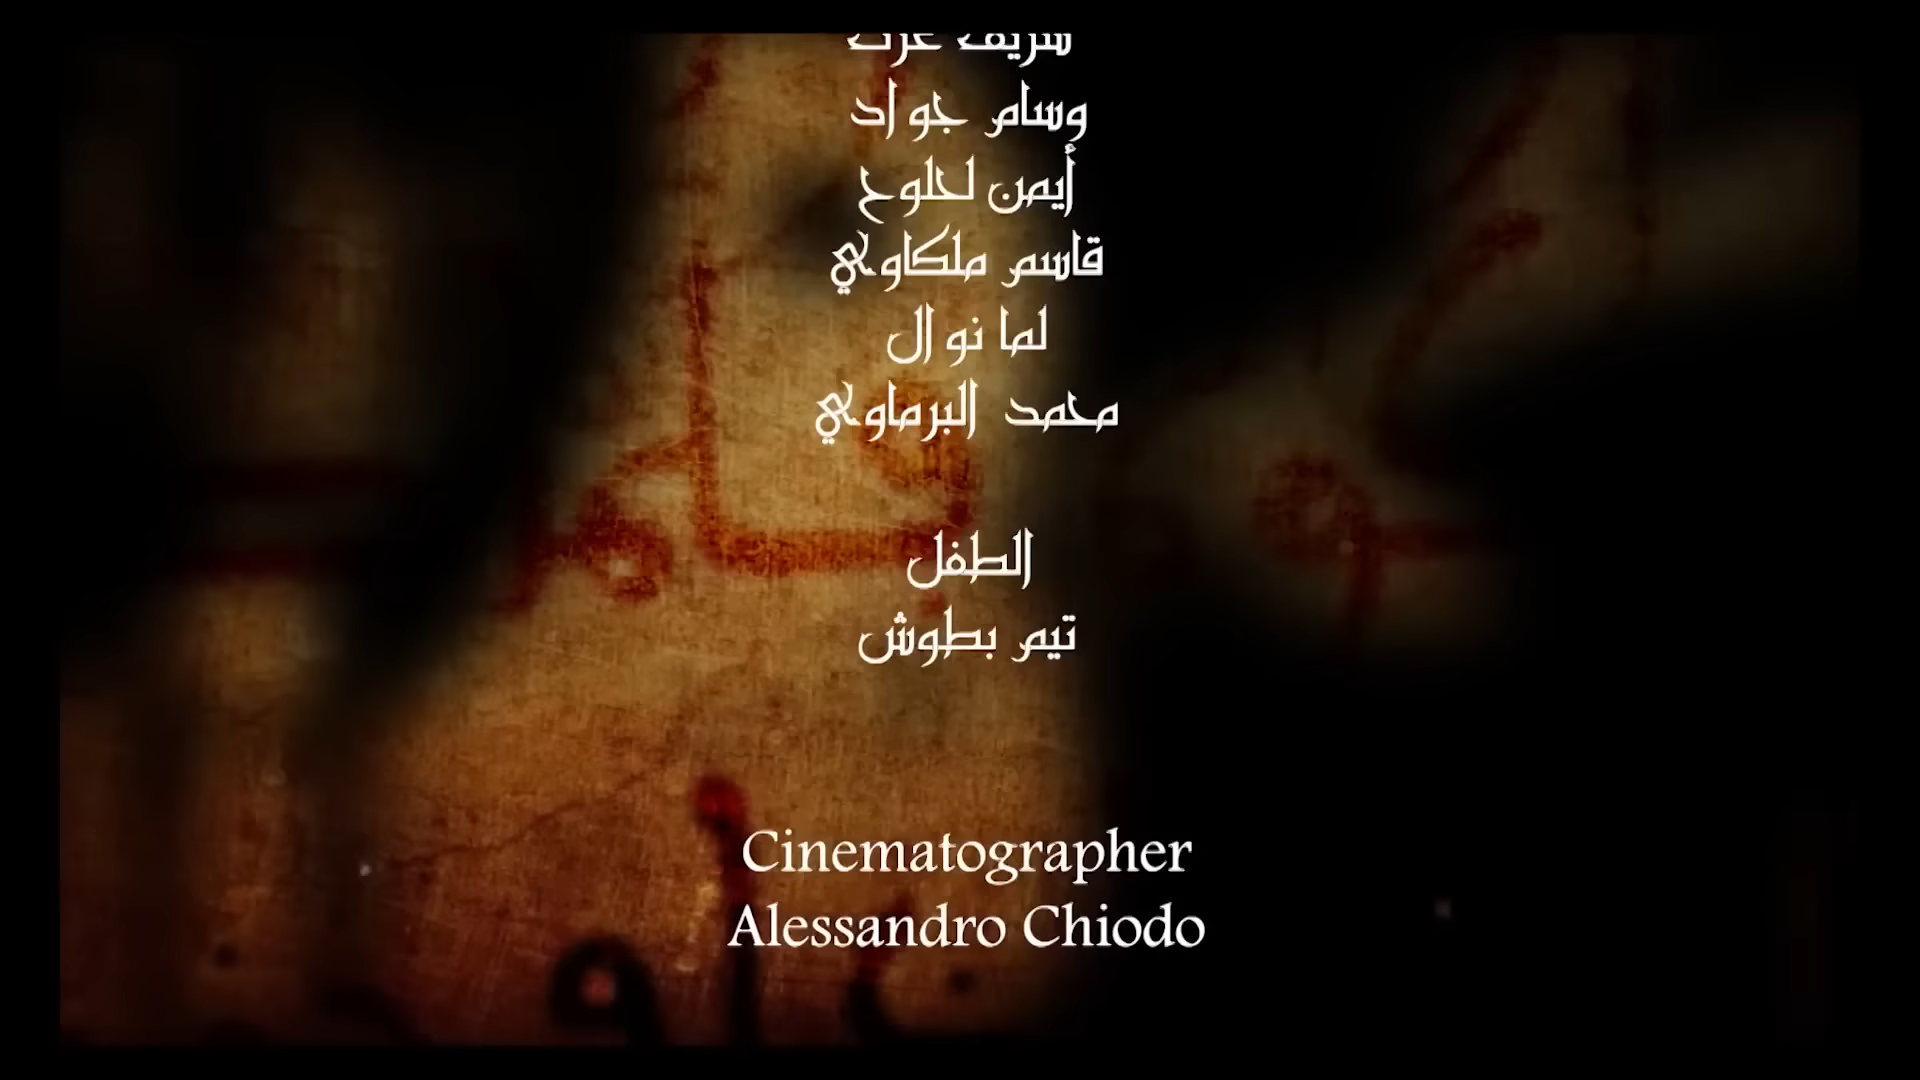 وسام جواد
أيمن لحلوح
قاسم ملكاوي
لما نوال
محمد البرماوي
الطفل
تيم بطوش
Cinematographer
Alessandro Chiodo